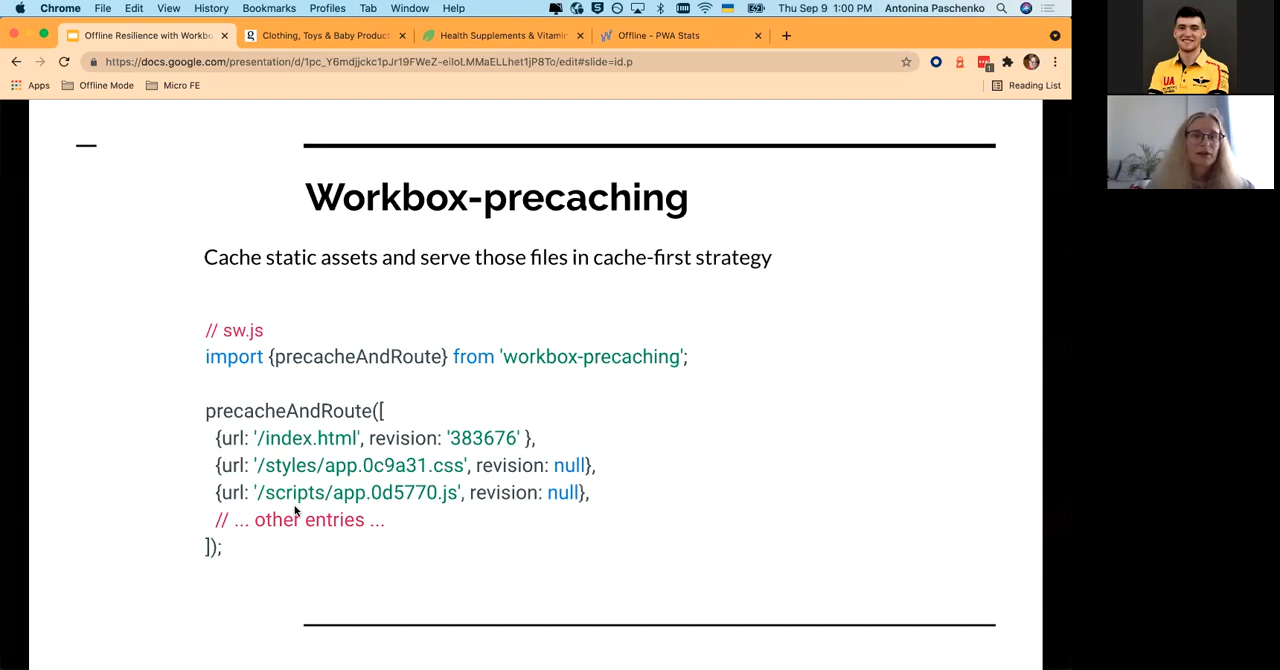 Chrome File Edit View History Bookmarks Profiles Tab Window Help Thu Sep 9 1:00 PM Antonina Paschenko
Offline Resilience with Workbo Clothing, Toys & Baby Product Health Supplements & Vitamin Offline - PWA Stats
https://docs.google.com/presentation/d/1pc_Y6mdjjckc1pJr19FWeZ-eiloLMMaELLhet1jP8To/edit#slide=id.p
Apps Offline Mode Micro FE Reading List
Workbox-precaching
Cache static assets and serve those files in cache-first strategy
// sw.js
import {precacheAndRoute} from 'workbox-precaching';
precacheAndRoute([
{url: '/index.html', revision: '383676' },
{url: '/styles/app.0c9a31.css', revision: null},
{url: '/scripts/app.0d5770.js', revision: null},
// ... other entries ...
]);
UA